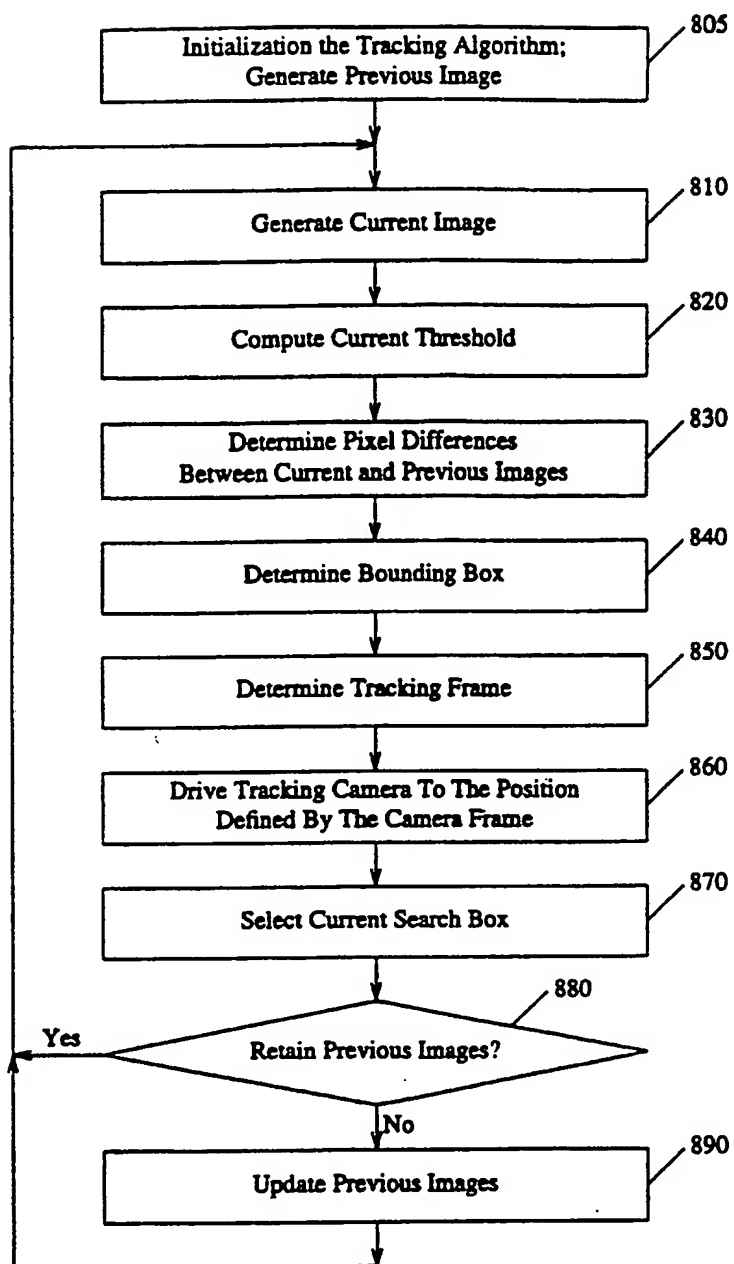 805
Initialization the Tracking Algorithm;
Generate Previous Image
810
Generate Current Image
820
Compute Current Threshold
830
Determine Pixel Differences
Between Current and Previous Images
840
Determine Bounding Box
850
Determine Tracking Frame
860
Drive Tracking Camera To The Position
Defined By The Camera Frame
870
Select Current Search Box
880
Yes
Retain Previous Images?
No
890
Update Previous Images